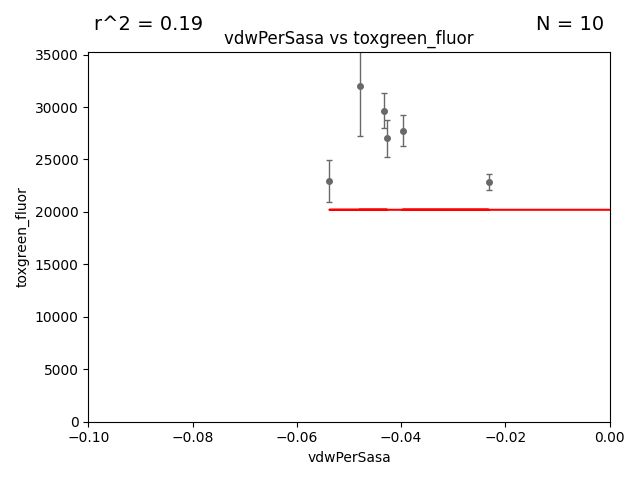 r^2 = 0.19
N = 10
vdwPerSasa vs toxgreen_fluor
toxgreen_fluor
35000
30000
25000
20000
15000
10000
5000
0
−0.10
−0.08
−0.06
−0.04
−0.02
0.00
vdwPerSasa